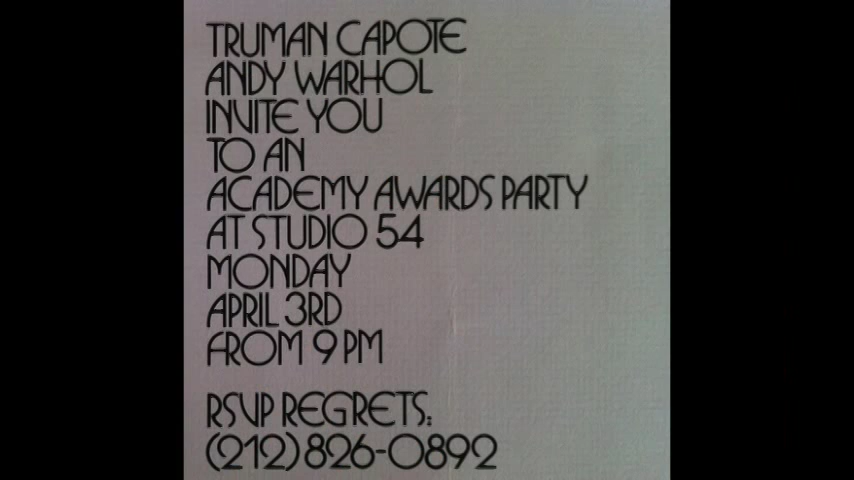 TRUMAN CAPOTE
ANDY WARHOL
INVITE YOU
TO AN
ACADEMY AWARDS PARTY
AT STUDIO 54
MONDAY
APRIL 3RD
FROM 9 PM
RSVP REGRETS:
(212) 826-0892